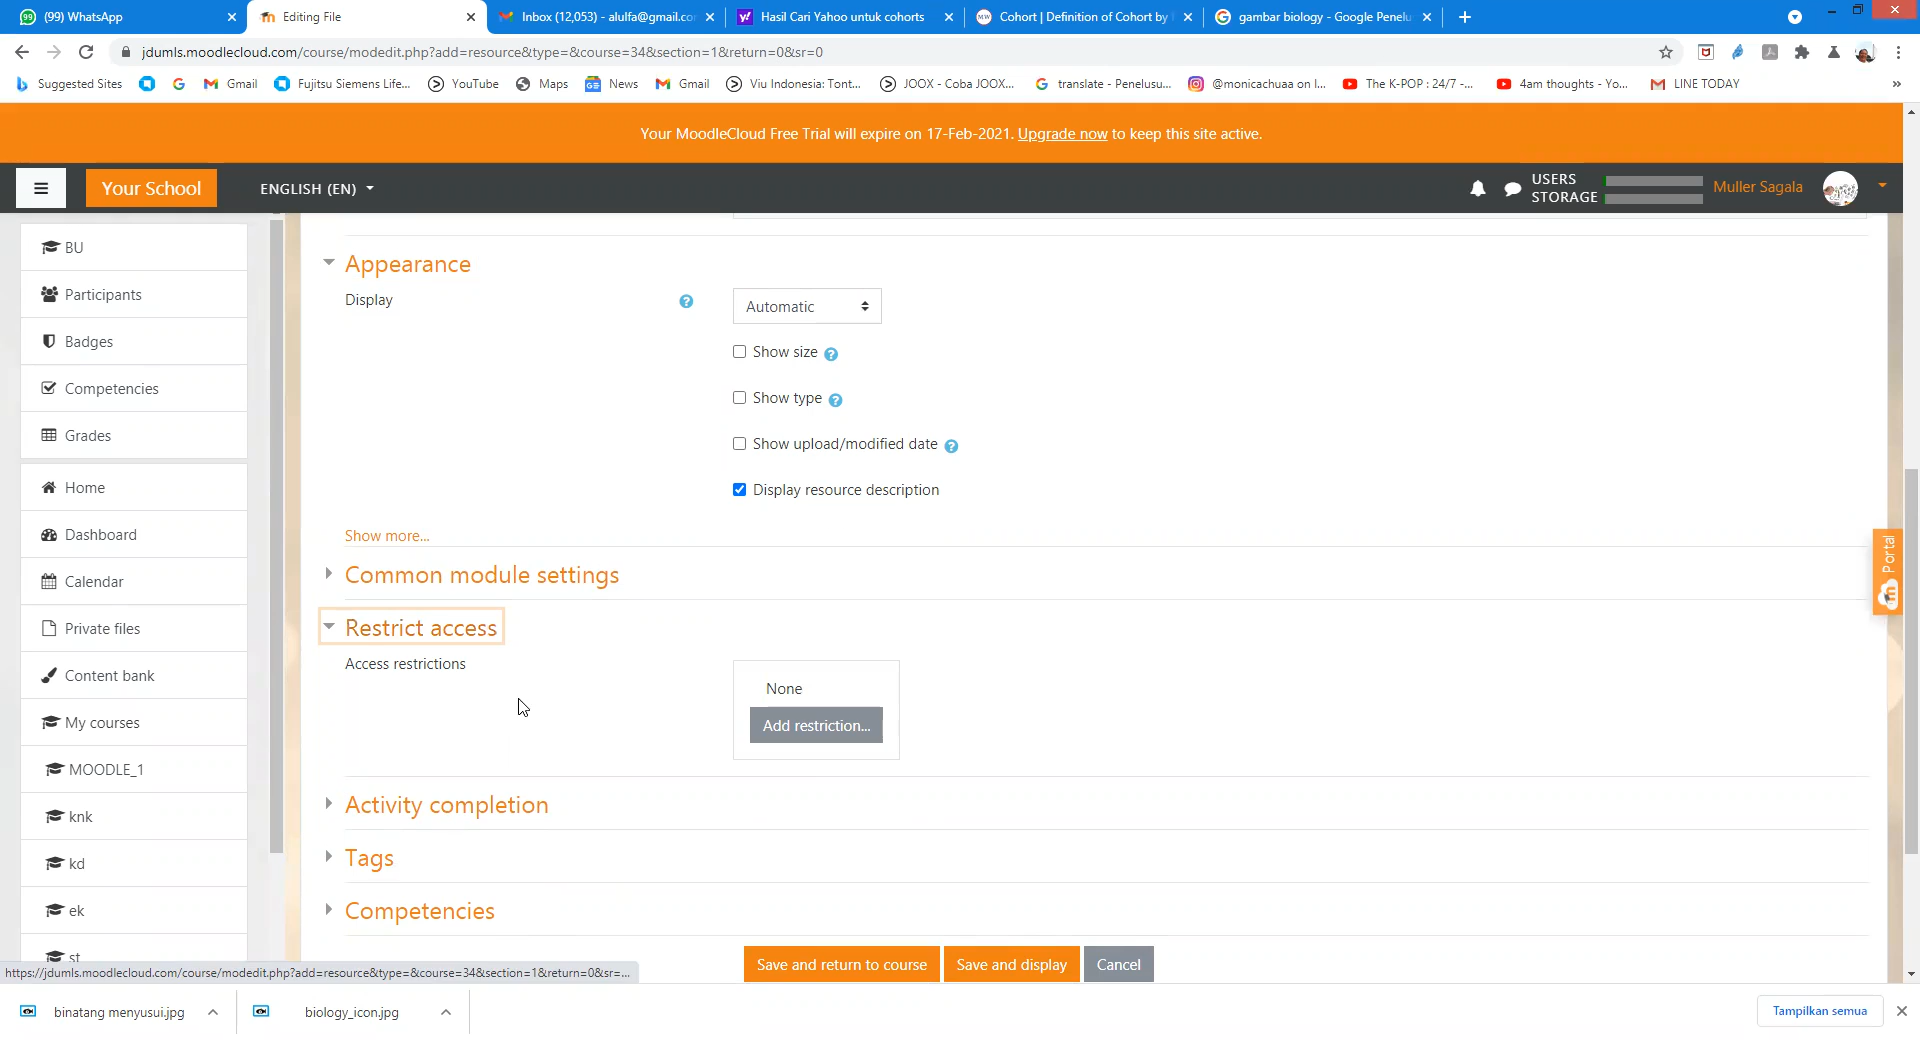 (99) WhatsApp
Editing File
Inbox (12,053) - alulfa@gmail.cor
Hasil Cari Yahoo untuk cohorts
Cohort | Definition of Cohort by
gambar biology - Google Penelu
jdumls.moodlecloud.com/course/modedit.php?add=resource&type=&course=34&section=1&return=0&sr=0
Suggested Sites
Gmail
Fujitsu Siemens Life...
YouTube
Maps
News
Gmail
Viu Indonesia: Tont...
JOOX - Coba JOOX...
translate - Penelusu...
@monicachuaa on I...
The K-POP : 24/7 -...
4am thoughts - Yo...
LINE TODAY
»
Your MoodleCloud Free Trial will expire on 17-Feb-2021. Upgrade now to keep this site active.
Your School
ENGLISH (EN)
USERS
STORAGE
Muller Sagala
BU
Participants
Badges
Competencies
Grades
Home
Dashboard
Calendar
Private files
Content bank
My courses
MOODLE_1
knk
kd
ek
st
Appearance
Display
Automatic
Show size
Show type
Show upload/modified date
Display resource description
Show more...
Common module settings
Restrict access
Access restrictions
None
Add restriction...
Activity completion
Tags
Competencies
Save and return to course
Save and display
Cancel
Portal
https://jdumls.moodlecloud.com/course/modedit.php?add=resource&type=&course=34&section=1&return=0&sr=...
binatang menyusui.jpg
biology_icon.jpg
Tampilkan semua